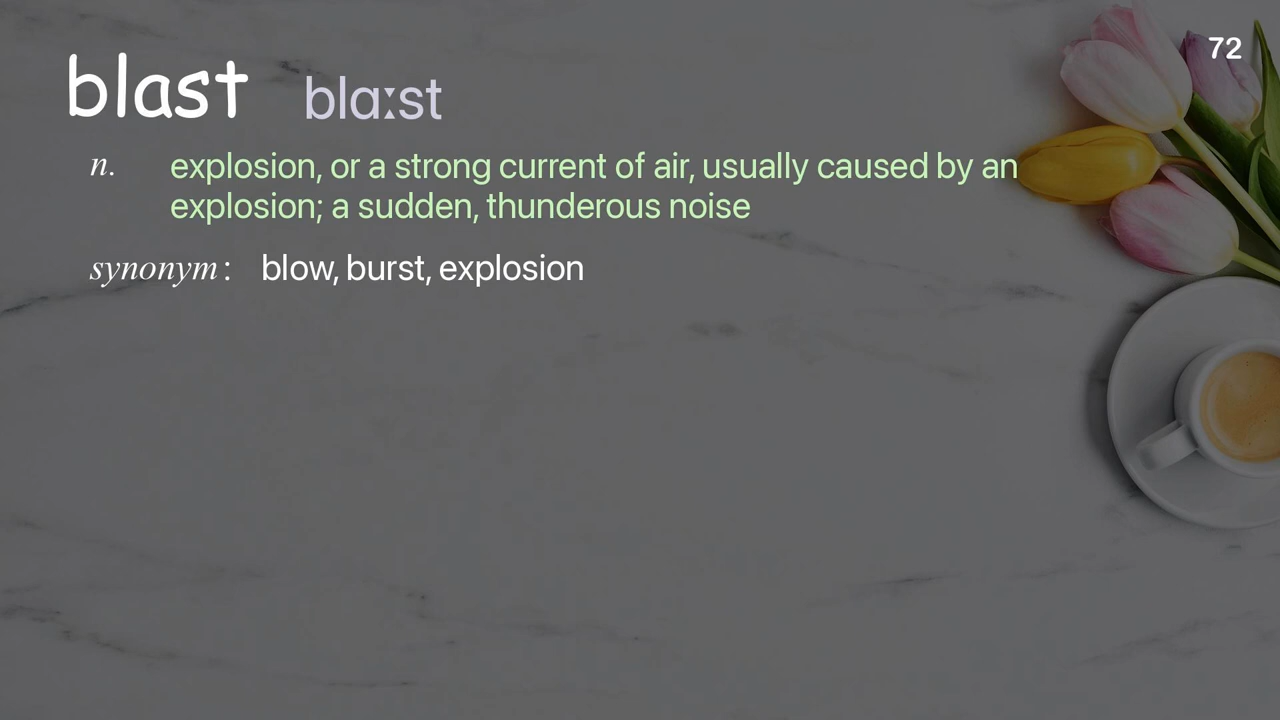 72
blast blɑːst
n. explosion, or a strong current of air, usually caused by an
explosion; a sudden, thunderous noise
synonym: blow, burst, explosion